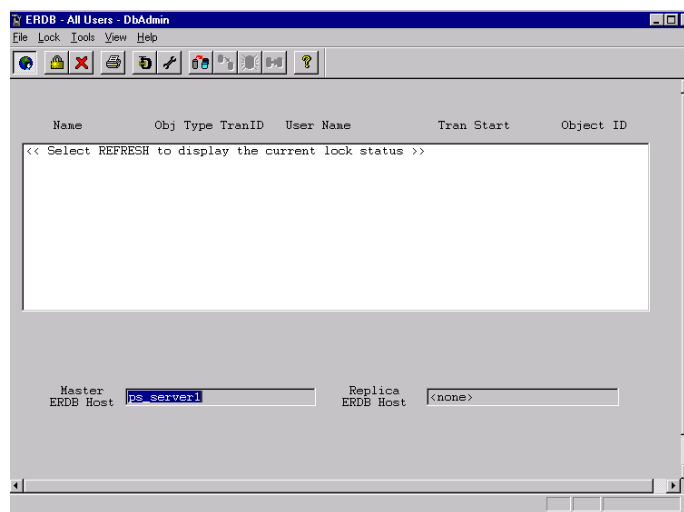 ERDB - All Users - DbAdmin
File Lock Tools View Help
Name Obj Type TranID User Name Tran Start Object ID
<< Select REFRESH to display the current lock status >>
Master ERDB Host ps_server1 Replica ERDB Host <none>